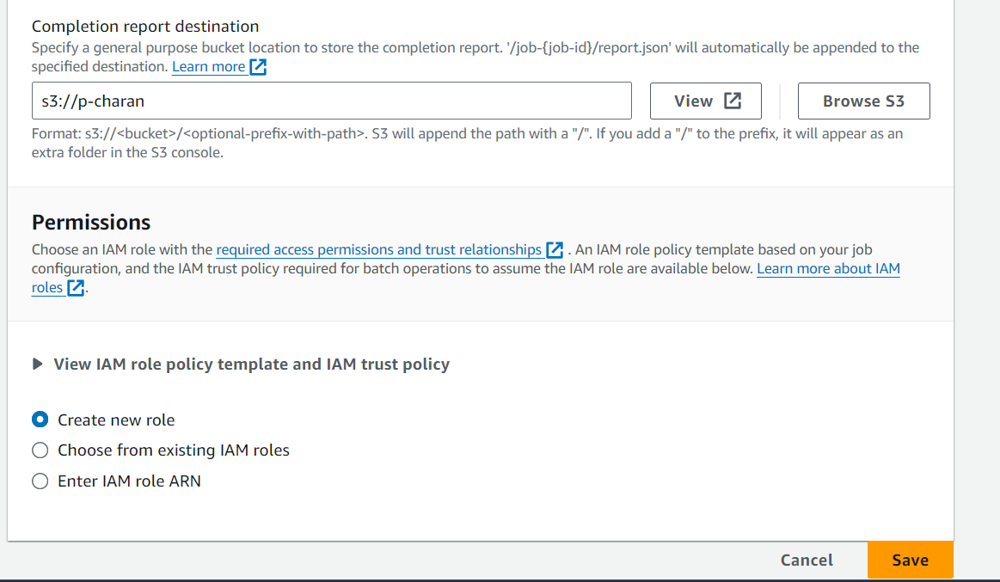 Completion report destination
Specify a general purpose bucket location to store the completion report. '/job-{job-id}/report.json' will automatically be appended to the
specified destination. Learn more
s3://p-charan
View
Browse S3
Format: s3://<bucket>/<optional-prefix-with-path>. S3 will append the path with a "/". If you add a "/" to the prefix, it will appear as an
extra folder in the S3 console.
Permissions
Choose an IAM role with the required access permissions and trust relationships . An IAM role policy template based on your job
configuration, and the IAM trust policy required for batch operations to assume the IAM role are available below. Learn more about IAM
roles .
View IAM role policy template and IAM trust policy
Create new role
Choose from existing IAM roles
Enter IAM role ARN
Cancel
Save